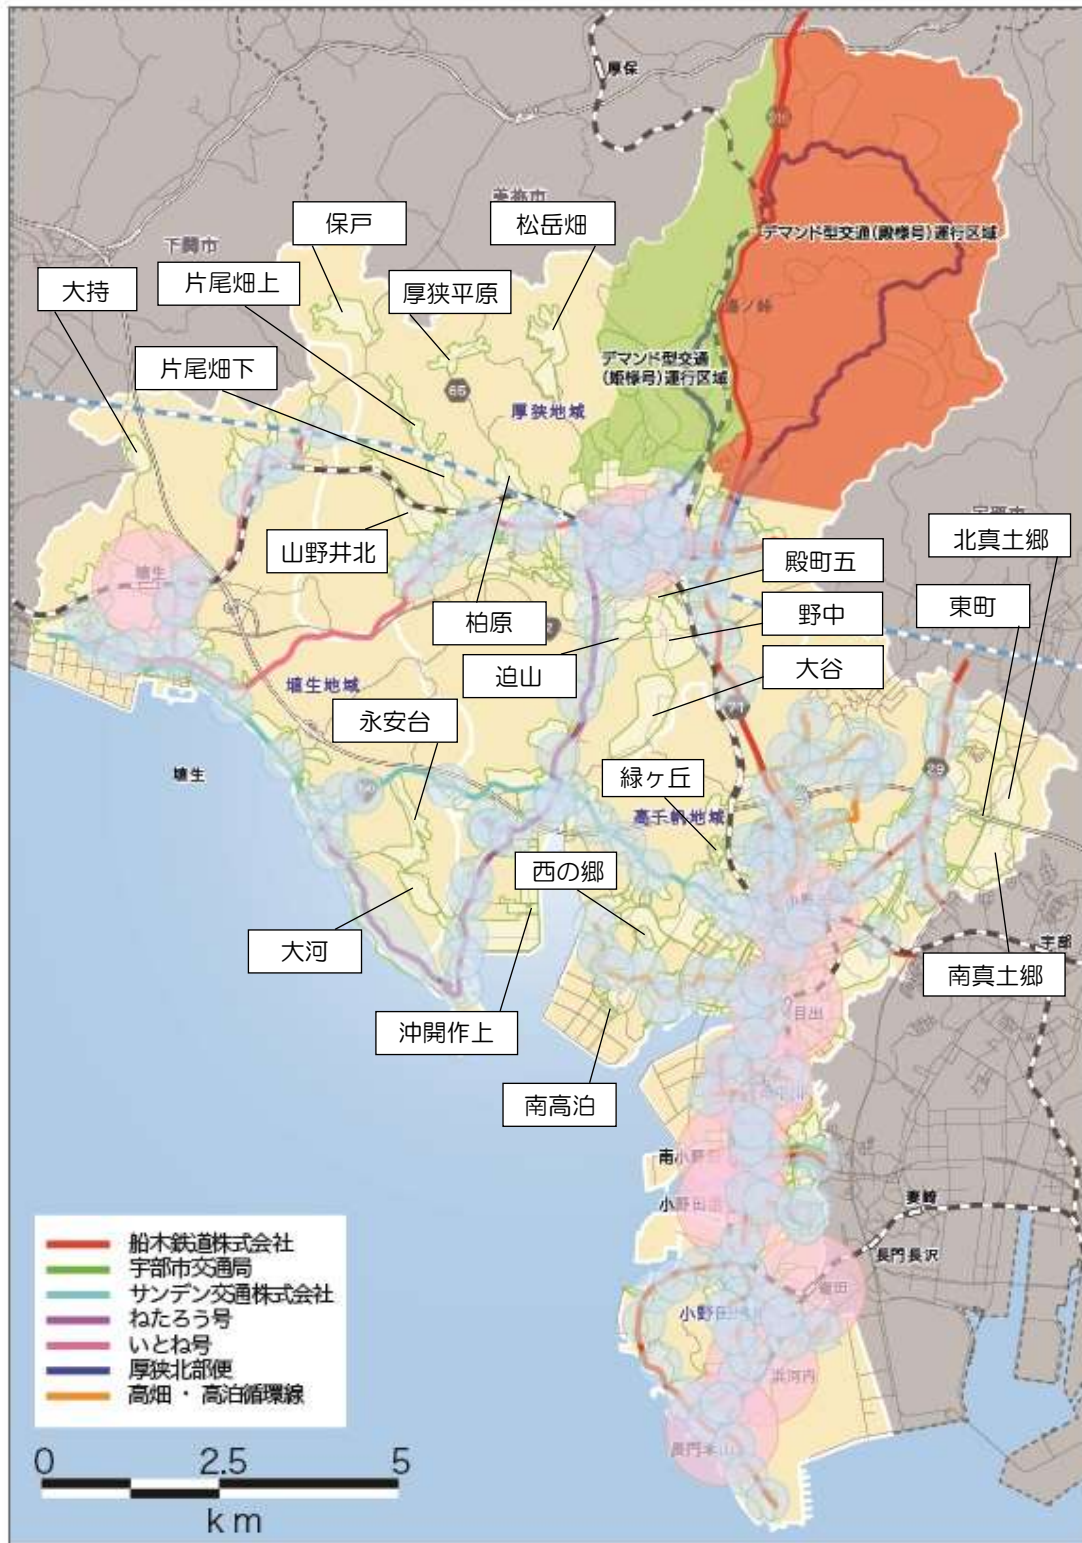 厚保
美祢市
保戸
松岳畑
下関市
デマンド型交通(殿様号)運行区域
大持
片尾畑上
厚狭平原
湯ノ峠
片尾畑下
デマンド型交通
(姫様号)運行区域
65
厚狭地域
山野井北
北真土郷
殿町五
埴生
東町
柏原
野中
迫山
大谷
埴生地域
71
永安台
緑ヶ丘
埴生
29
高千帆地域
西の郷
大河
宇部
南真土郷
沖開作上
目出
南高泊
南小野田
妻崎
長門長沢
船木鉄道株式会社
宇部市交通局
サンデン交通株式会社
ねたろう号
いとね号
厚狭北部便
高畑・高泊循環線
浜河内
長門本山
0 2.5 5
km